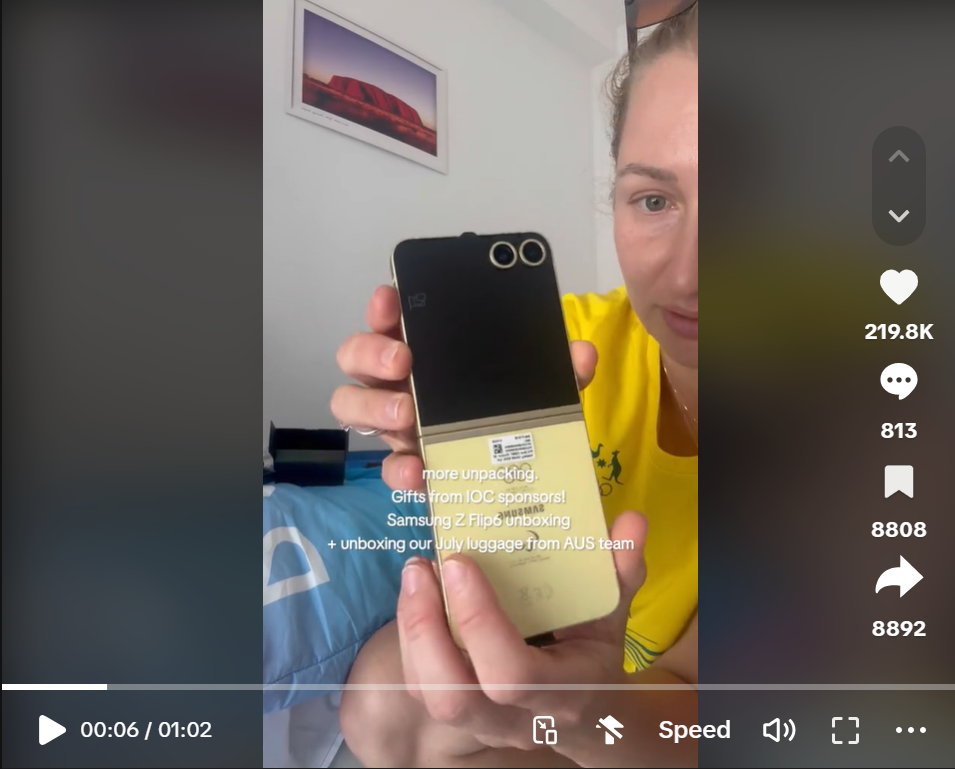 219.8K
813
more unpacking.
Gifts from IOC sponsors!
SAMSUNG
Samsung Z Flip6 unboxing
+ unboxing our July luggage from AUS team
8808
8892
00:06 / 01:02
Speed